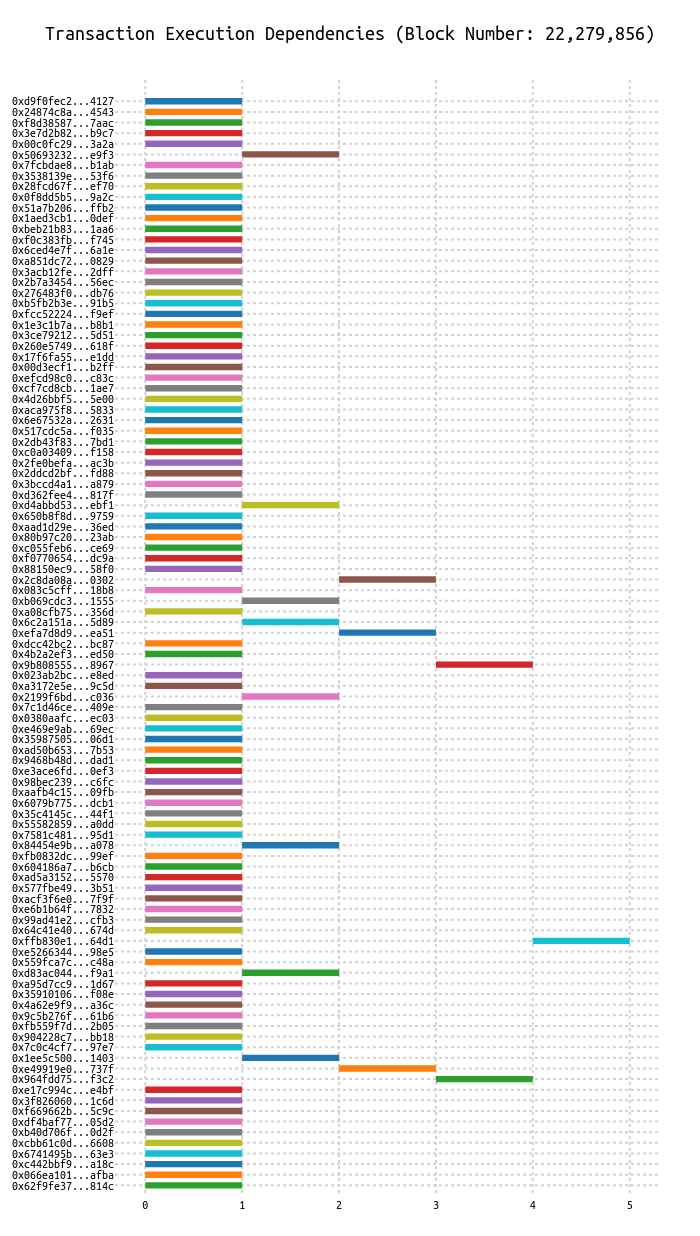 Transaction Execution Dependencies (Block Number: 22,279,856)
0xd9f0fec2...4127
0x24874c8a...4543
0xf8d38587...7aac
0x3e7d2b82...b9c7
0x00c0fc29...3a2a
0x50693232...e9f3
0x7fcbdae8...b1ab
0x3538139e...53f6
0x28fcd67f...ef70
0x0f8dd5b5...9a2c
0x51a7b206...ffb2
0x1aed3cb1...0def
0xbeb21b83...1aa6
0xf0c383fb...f745
0x6ced4e7f...6a1e
0xa851dc72...0829
0x3acb12fe...2dff
0x2b7a3454...56ec
0x276483f0...db76
0xb5fb2b3e...91b5
0xfcc52224...f9ef
0x1e3c1b7a...b8b1
0x3ce79212...5d51
0x260e5749...618f
0x17f6fa55...e1dd
0x00d3ecf1...b2ff
0xefcd98c0...c83c
0xcf7cd8cb...1ae7
0x4d26bbf5...5e00
0xaca975f8...5833
0x6e67532a...2631
0x517cdc5a...f035
0x2db43f83...7bd1
0xc0a03409...f158
0x2fe0befa...ac3b
0x2ddcd2bf...fd88
0x3bccd4a1...a879
0xd362fee4...817f
0xd4abbd53...ebf1
0x650b8f8d...9759
0xaad1d29e...36ed
0x80b97c20...23ab
0xc055feb6...ce69
0xf0770654...dc9a
0x88150ec9...58f0
0x2c8da08a...0302
0x083c5cff...18b8
0xb069cdc3...1555
0xa08cfb75...356d
0x6c2a151a...5d89
0xefa7d8d9...ea51
0xdcc42bc2...bc87
0x4b2a2ef3...ed50
0x9b808555...8967
0x023ab2bc...e8ed
0xa3172e5e...9c5d
0x2199f6bd...c036
0x7c1d46ce...409e
0x0380aafc...ec03
0xe469e9ab...69ec
0x35987505...06d1
0xad50b653...7b53
0x9468b48d...dad1
0xe3ace6fd...0ef3
0x98bec239...c6fc
0xaafb4c15...09fb
0x6079b775...dcb1
0x35c4145c...44f1
0x55582859...a0dd
0x7581c481...95d1
0x84454e9b...a078
0xfb0832dc...99ef
0x604186a7...b6cb
0xad5a3152...5570
0x577fbe49...3b51
0xacf3f6e0...7f9f
0xe6b1b64f...7832
0x99ad41e2...cfb3
0x64c41e40...674d
0xffb830e1...64d1
0xe5266344...98e5
0x559fca7c...c48a
0xd83ac044...f9a1
0xa95d7cc9...1d67
0x35910106...f08e
0x4a62e9f9...a36c
0x9c5b276f...61b6
0xfb559f7d...2b05
0x904228c7...bb18
0x7c0c4cf7...97e7
0x1ee5c500...1403
0xe49919e0...737f
0x964fdd75...f3c2
0xe17c994c...e4bf
0x3f826060...1c6d
0xf669662b...5c9c
0xdf4baf77...05d2
0xb40d706f...0d2f
0xcbb61c0d...6608
0x6741495b...63e3
0xc442bbf9...a18c
0x066ea101...afba
0x62f9fe37...814c
0 1 2 3 4 5